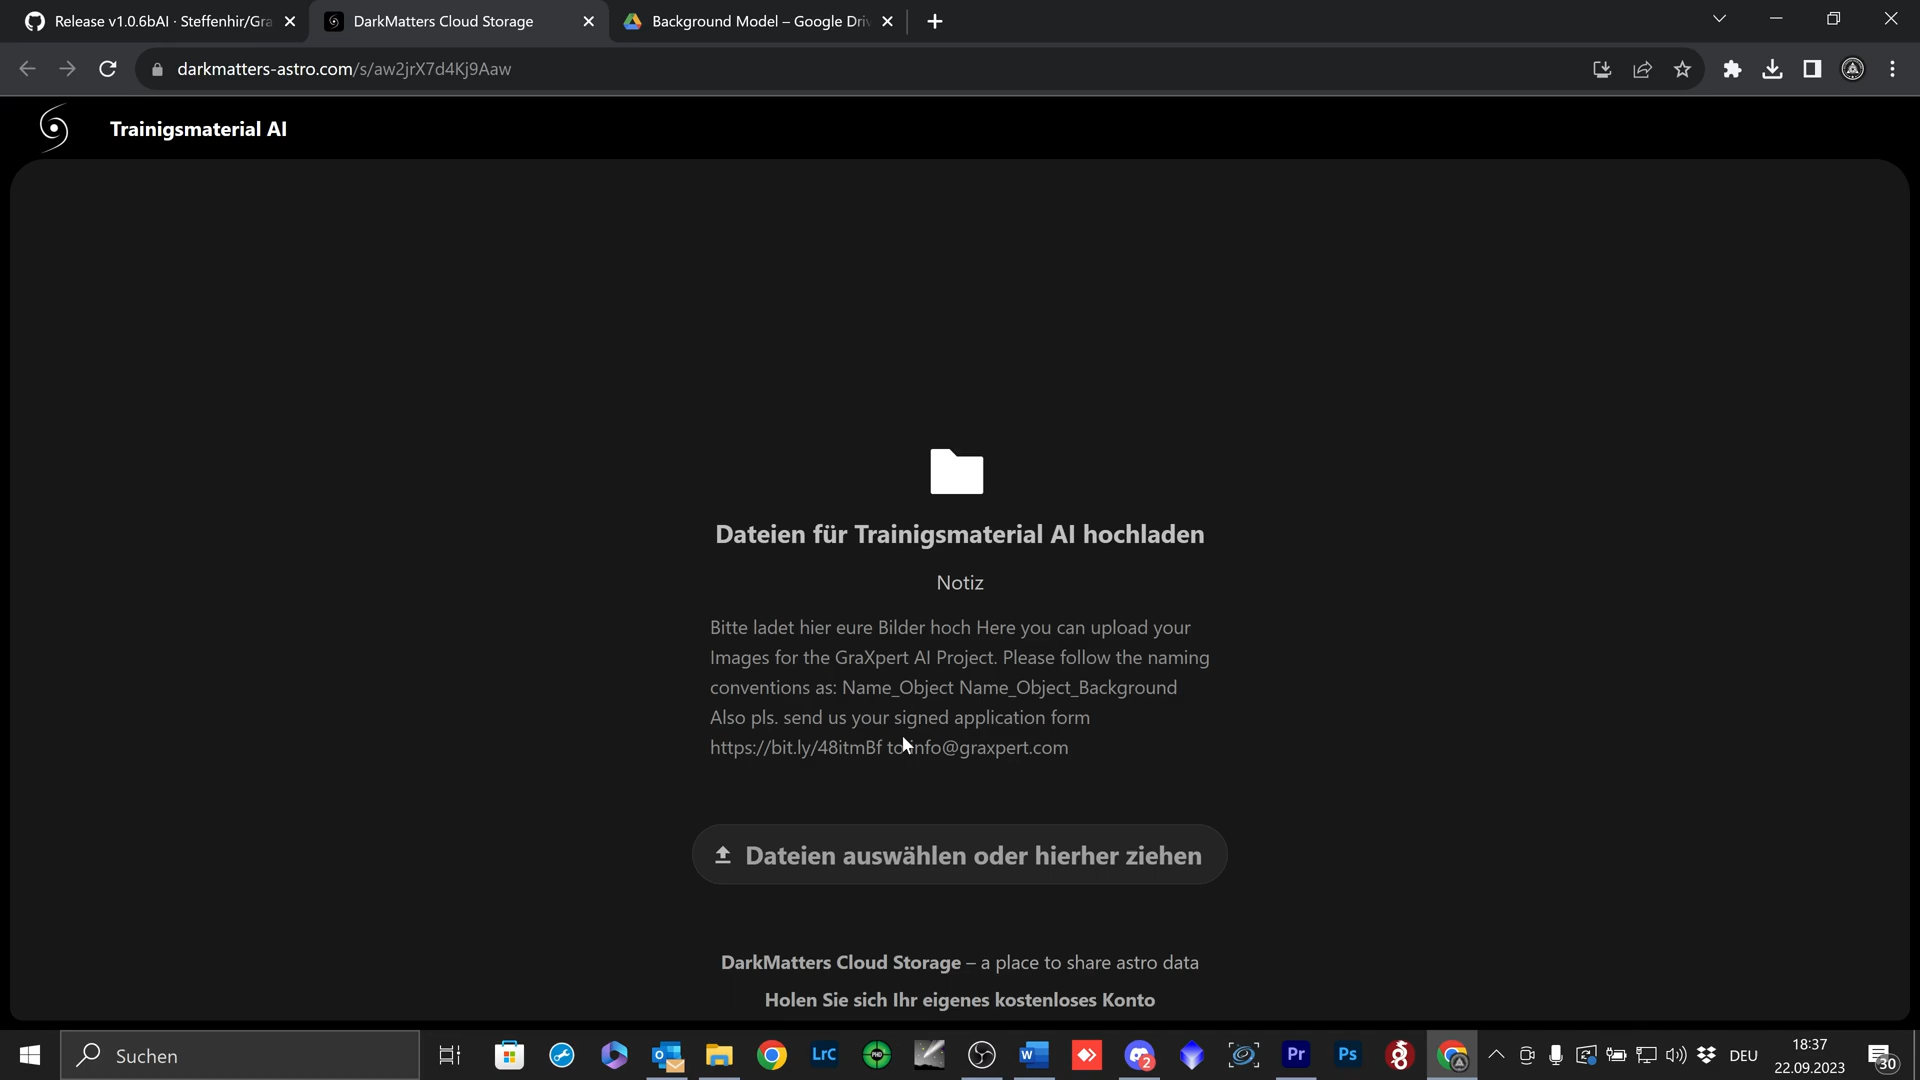 Release v1.0.6bAI · Steffenhir/Gra
DarkMatters Cloud Storage
Background Model – Google Driv
darkmatters-astro.com/s/aw2jrX7d4Kj9Aaw
Trainigsmaterial AI
Dateien für Trainigsmaterial AI hochladen
Notiz
Bitte ladet hier eure Bilder hoch Here you can upload your
Images for the GraXpert AI Project. Please follow the naming
conventions as: Name_Object Name_Object_Background
Also pls. send us your signed application form
https://bit.ly/48itmBf to info@graxpert.com
Dateien auswählen oder hierher ziehen
DarkMatters Cloud Storage – a place to share astro data
Holen Sie sich Ihr eigenes kostenloses Konto
Suchen
LrC
PHD
2
Pr
Ps
DEU
18:37
22.09.2023
30